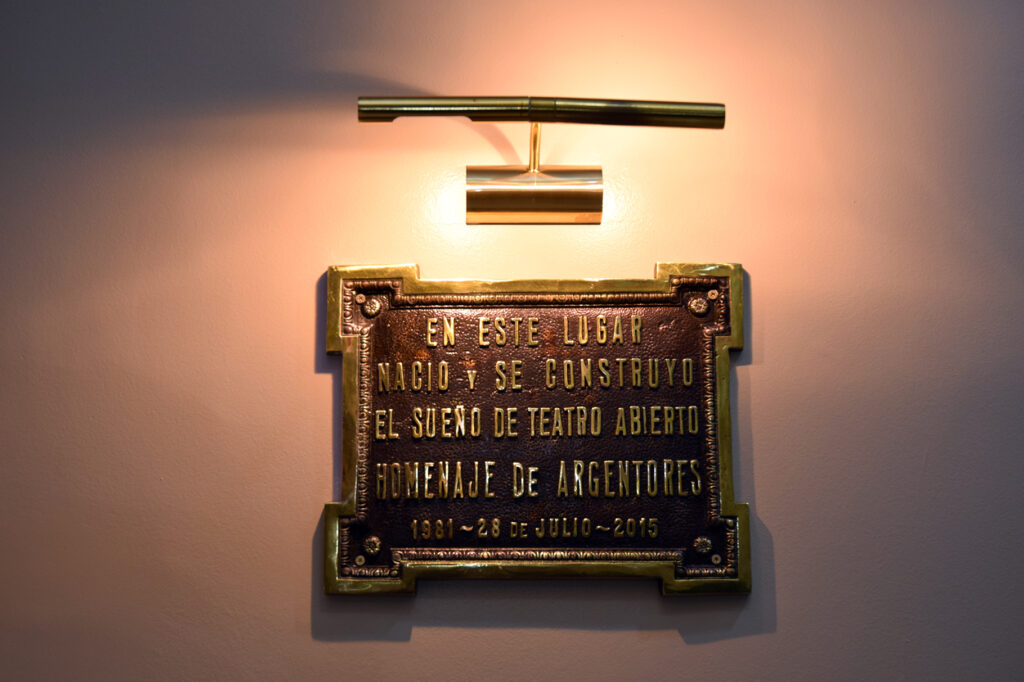 EN ESTE LUGAR
NACIO Y SE CONSTRUYO
EL SUEÑO DE TEATRO ABIERTO
HOMENAJE DE ARGENTORES
1981 ~ 28 DE JULIO ~ 2015